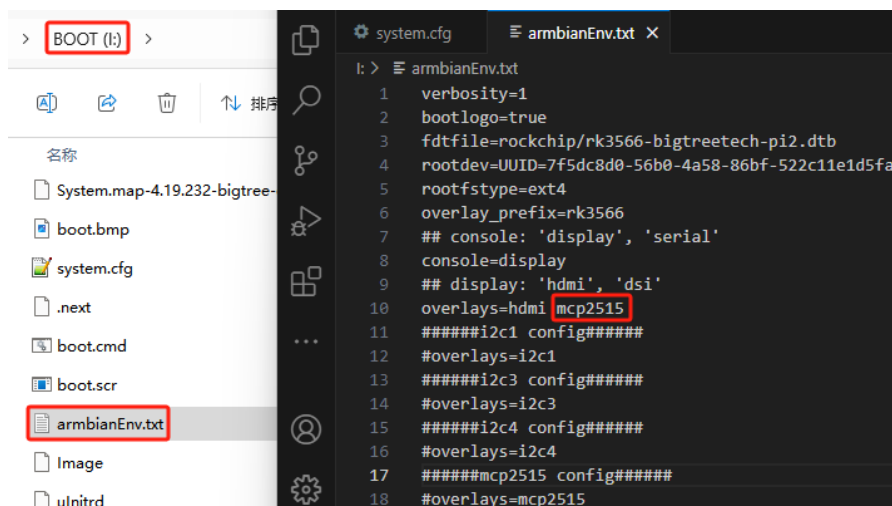 BOOT (I:)
排序
名称
System.map-4.19.232-bigtree-
boot.bmp
system.cfg
.next
boot.cmd
boot.scr
armbianEnv.txt
Image
uInitrd
system.cfg
armbianEnv.txt
I: > armbianEnv.txt
1 verbosity=1
2 bootlogo=true
3 fdtfile=rockchip/rk3566-bigtreetech-pi2.dtb
4 rootdev=UUID=7f5dc8d0-56b0-4a58-86bf-522c11e1d5fa
5 rootfstype=ext4
6 overlay_prefix=rk3566
7 ## console: 'display', 'serial'
8 console=display
9 ## display: 'hdmi', 'dsi'
10 overlays=hdmi mcp2515
11 ######i2c1 config######
12 #overlays=i2c1
13 ######i2c3 config######
14 #overlays=i2c3
15 ######i2c4 config######
16 #overlays=i2c4
17 ######mcp2515 config######
18 #overlays=mcp2515